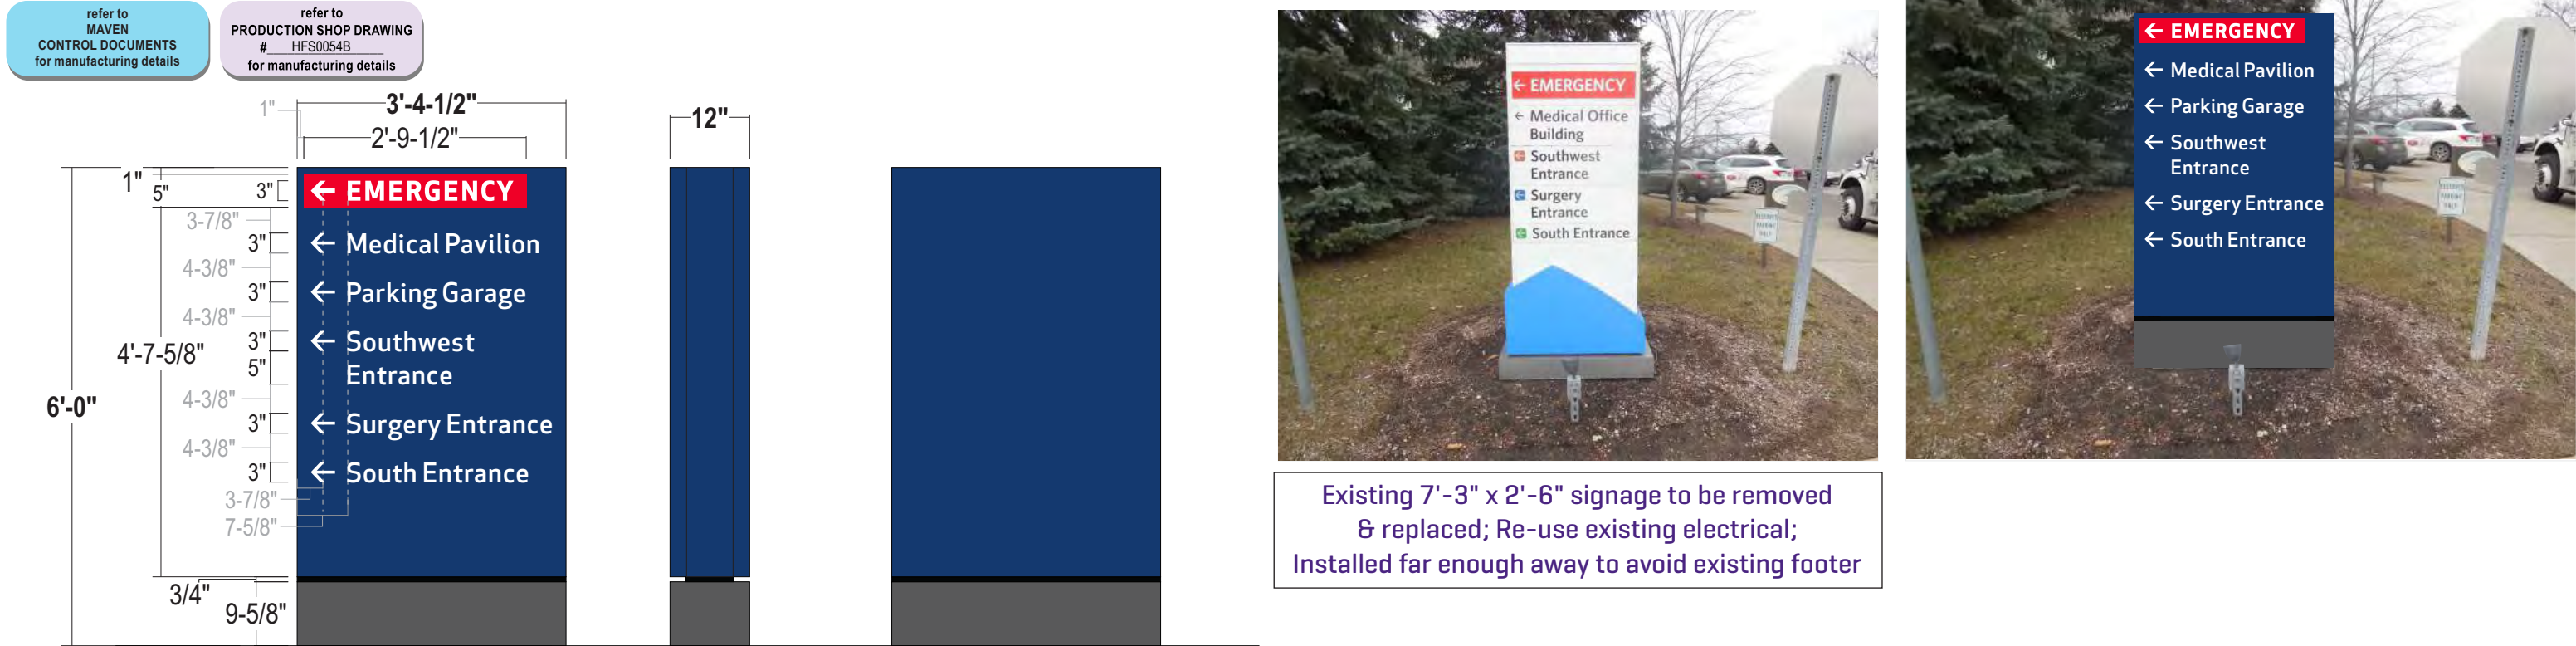 refer to
MAVEN
CONTROL DOCUMENTS
for manufacturing details
refer to
PRODUCTION SHOP DRAWING
# HFS0054B
for manufacturing details
1"
3'-4-1/2"
2'-9-1/2"
12"
1"
5"
3"
3-7/8"
3"
4-3/8"
3"
4-3/8"
3"
4'-7-5/8"
5"
4-3/8"
6'-0"
3"
4-3/8"
3"
3-7/8"
7-5/8"
3/4"
9-5/8"
← EMERGENCY
← Medical Pavilion
← Parking Garage
← Southwest
Entrance
← Surgery Entrance
← South Entrance
← EMERGENCY
← Medical Office
Building
← Southwest
Entrance
← Surgery
Entrance
← South Entrance
Existing 7'-3" x 2'-6" signage to be removed
& replaced; Re-use existing electrical;
Installed far enough away to avoid existing footer
← EMERGENCY
← Medical Pavilion
← Parking Garage
← Southwest
Entrance
← Surgery Entrance
← South Entrance